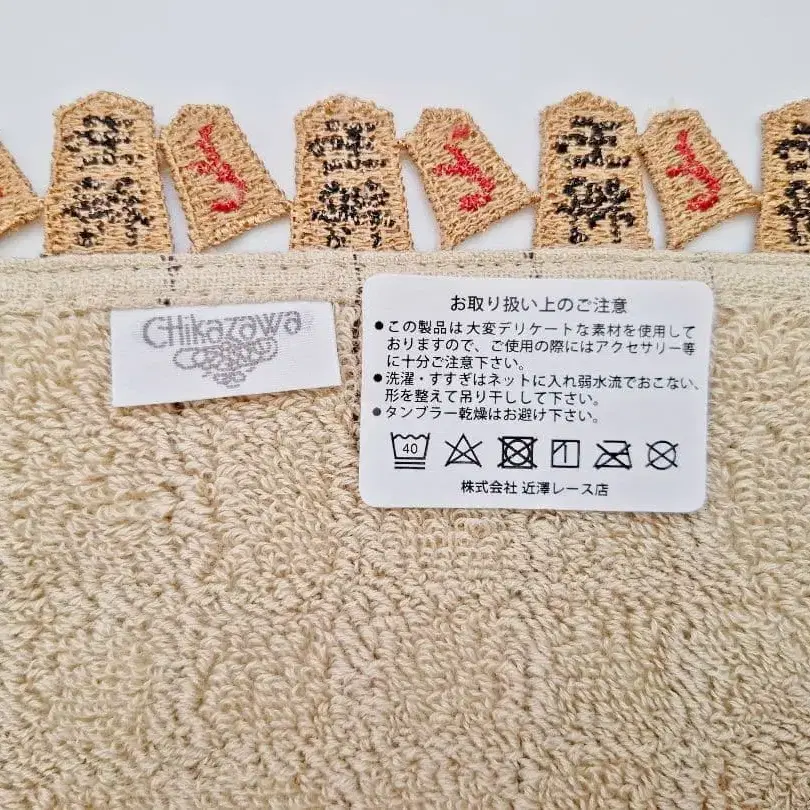 CHikazawa
お取り扱い上のご注意
●この製品は大変デリケートな素材を使用して
おりますので、ご使用の際にはアクセサリー等
に十分ご注意下さい。
●洗濯・すすぎはネットに入れ弱水流でおこない、
形を整えて吊り干しして下さい。
●タンブラー乾燥はお避け下さい。
40
株式会社 近澤レース店